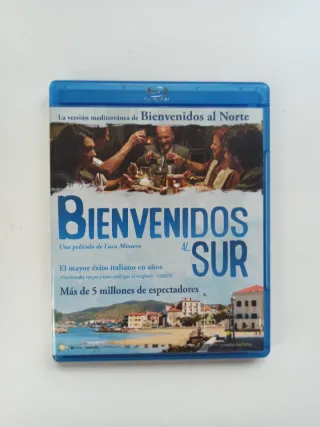 La versión mediterránea de Bienvenidos al Norte
BIENVENIDOS
AL
SUR
Una película de Luca Miniero
El mayor éxito italiano en años
Más de 5 millones de espectadores